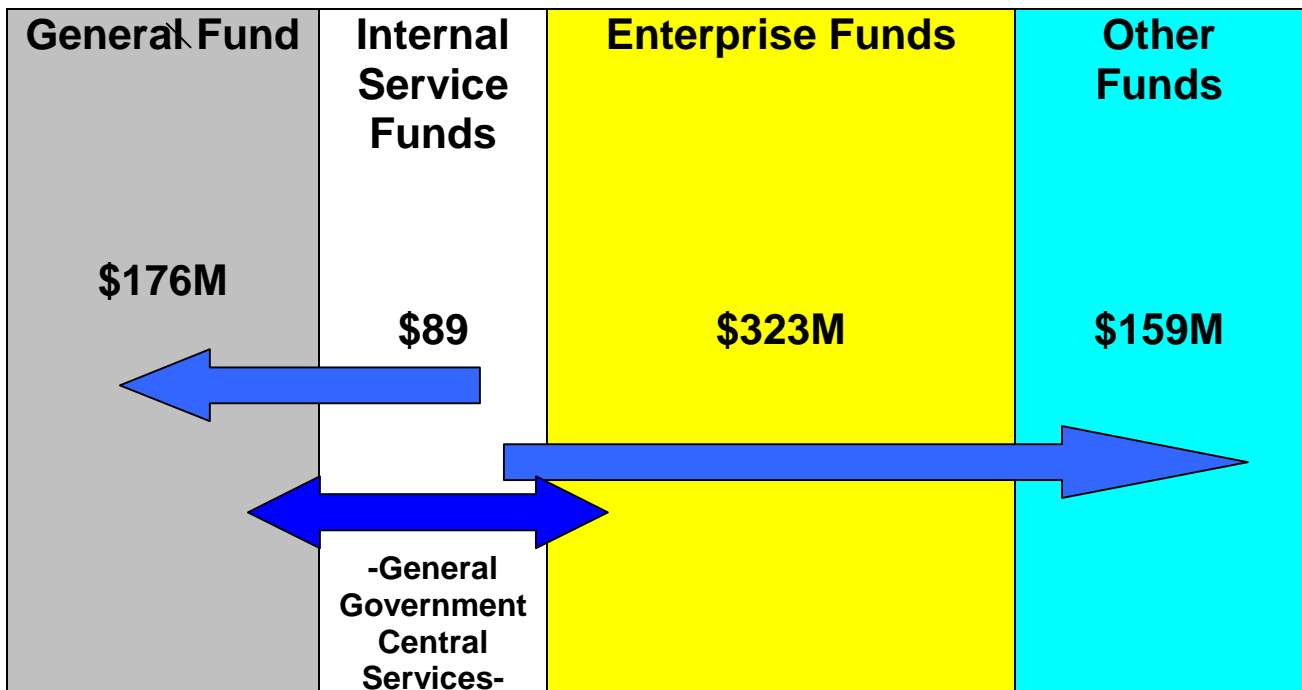 General Fund
Internal
Service
Funds
Enterprise Funds
Other
Funds
$176M
$89
$323M
$159M
-General
Government
Central
Services-